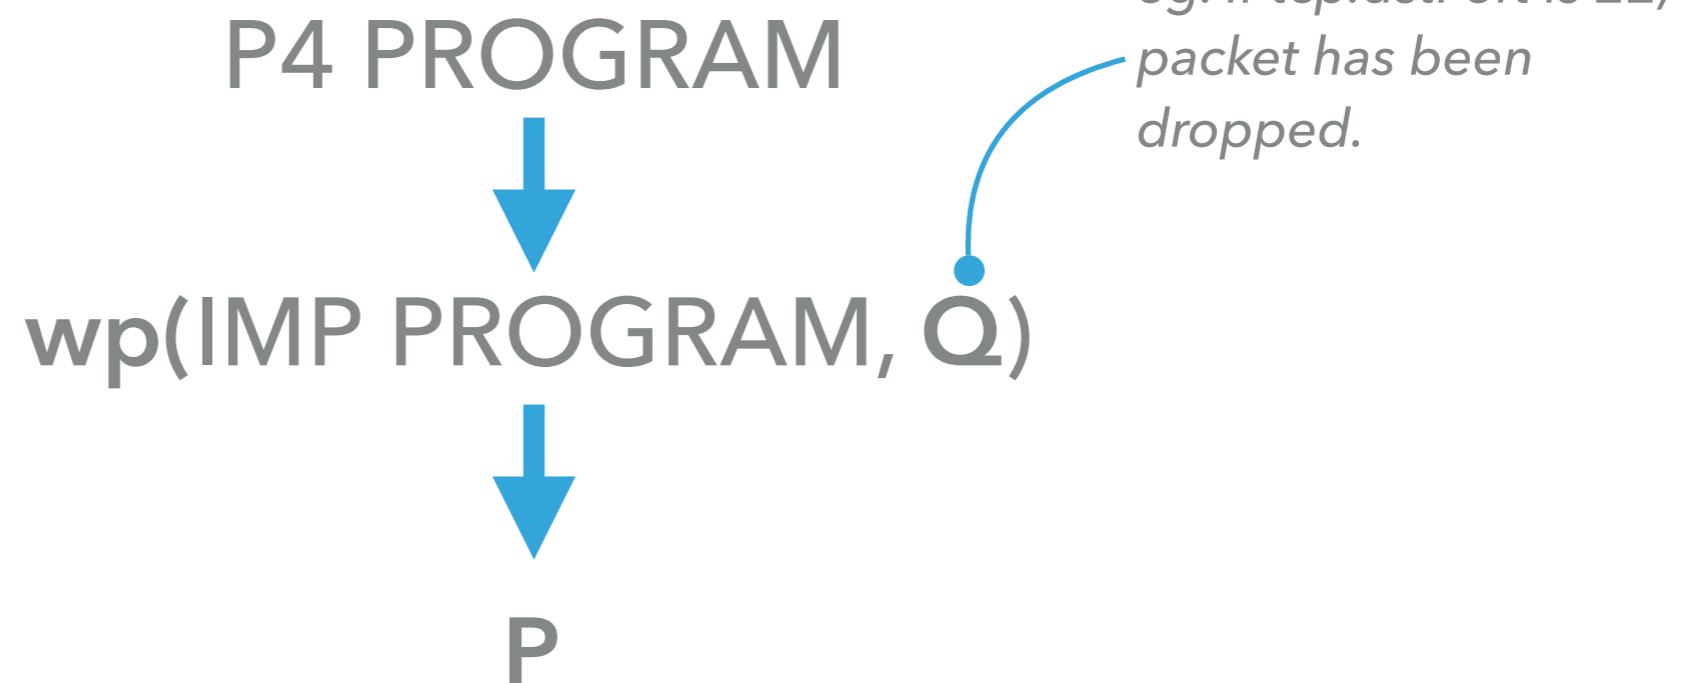 P4 PROGRAM
packet has been
dropped.
wp(IMP PROGRAM, Q)
P